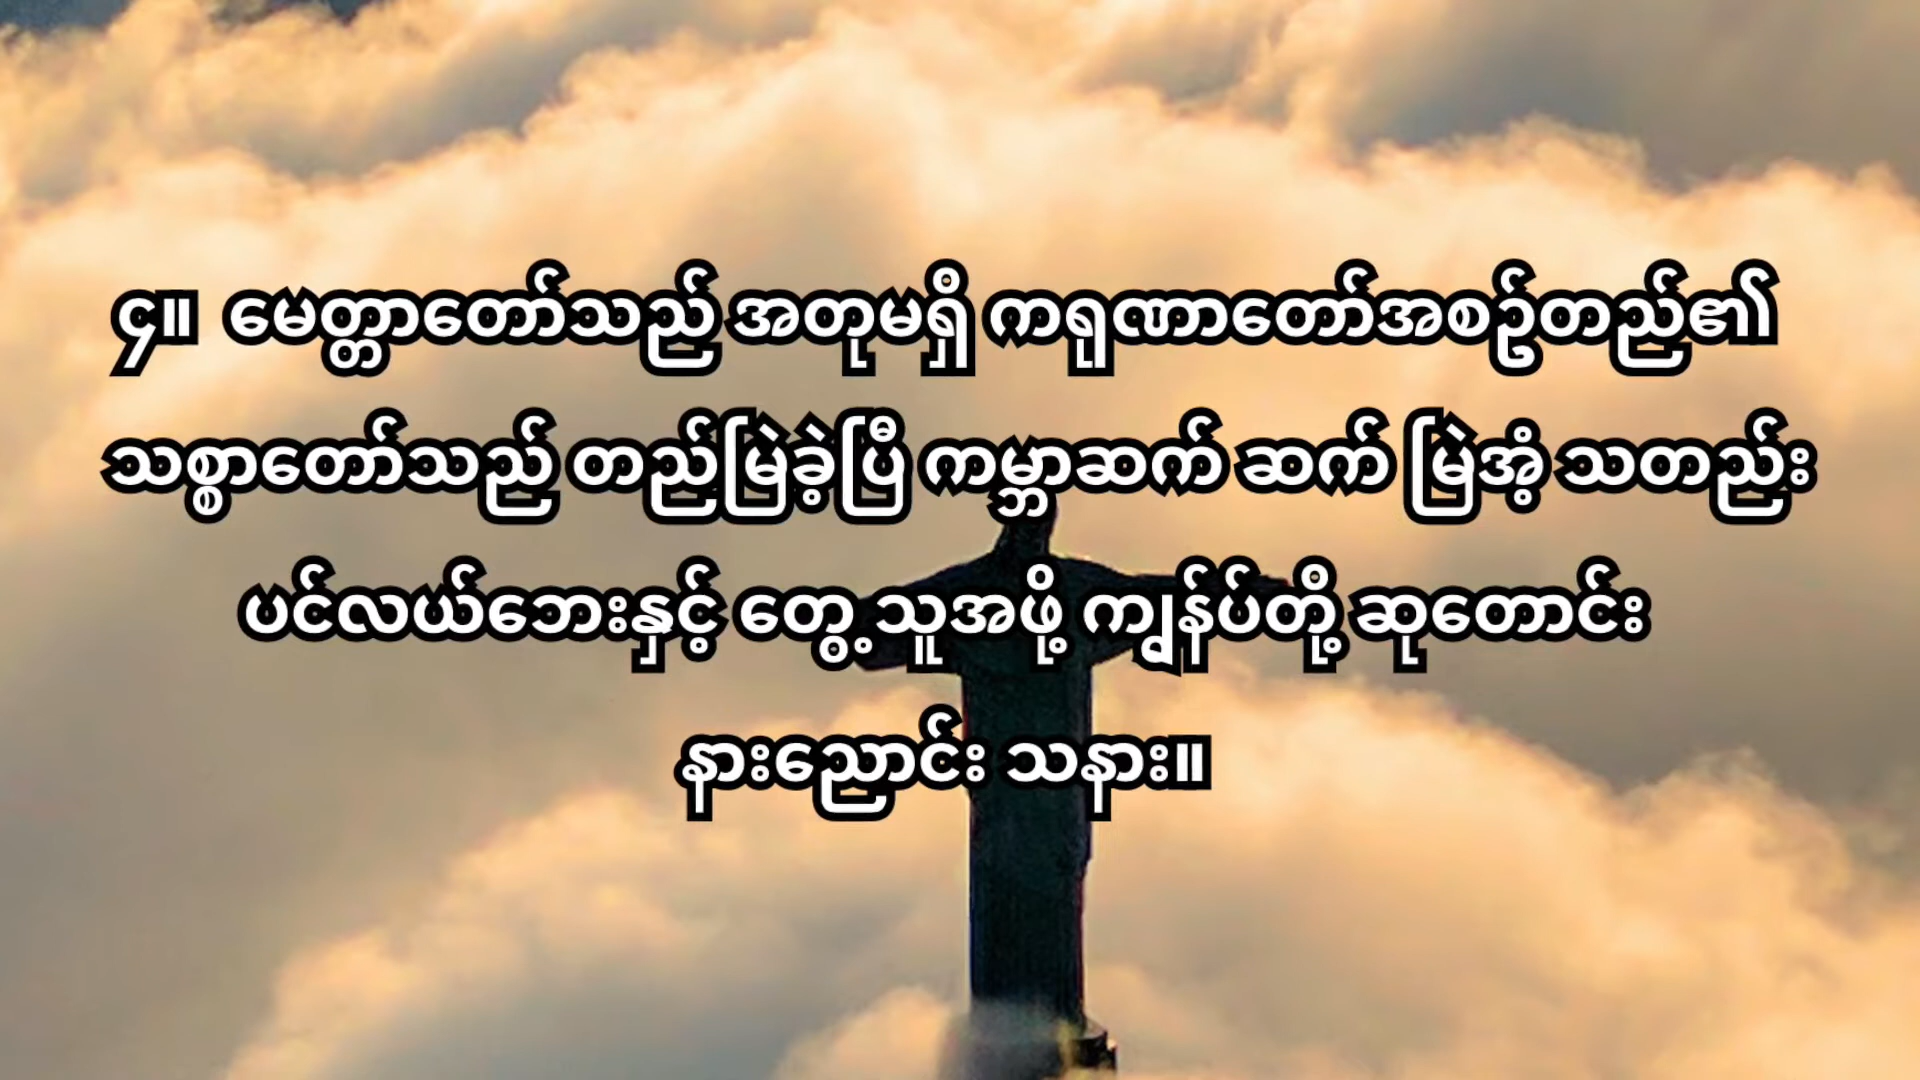 ၄။ မေတ္တာတော်သည် အတုမရှိ ကရုဏာတော်အစဥ်တည်၏
သစ္စာတော်သည် တည်မြဲခဲ့ပြီ ကမ္ဘာဆက် ဆက် မြဲအံ့ သတည်း
ပင်လယ်ဘေးနှင့် တွေ့ သူအဖို့ ကျွန်ုပ်တို့ ဆုတောင်း
နားညောင်း သနား။